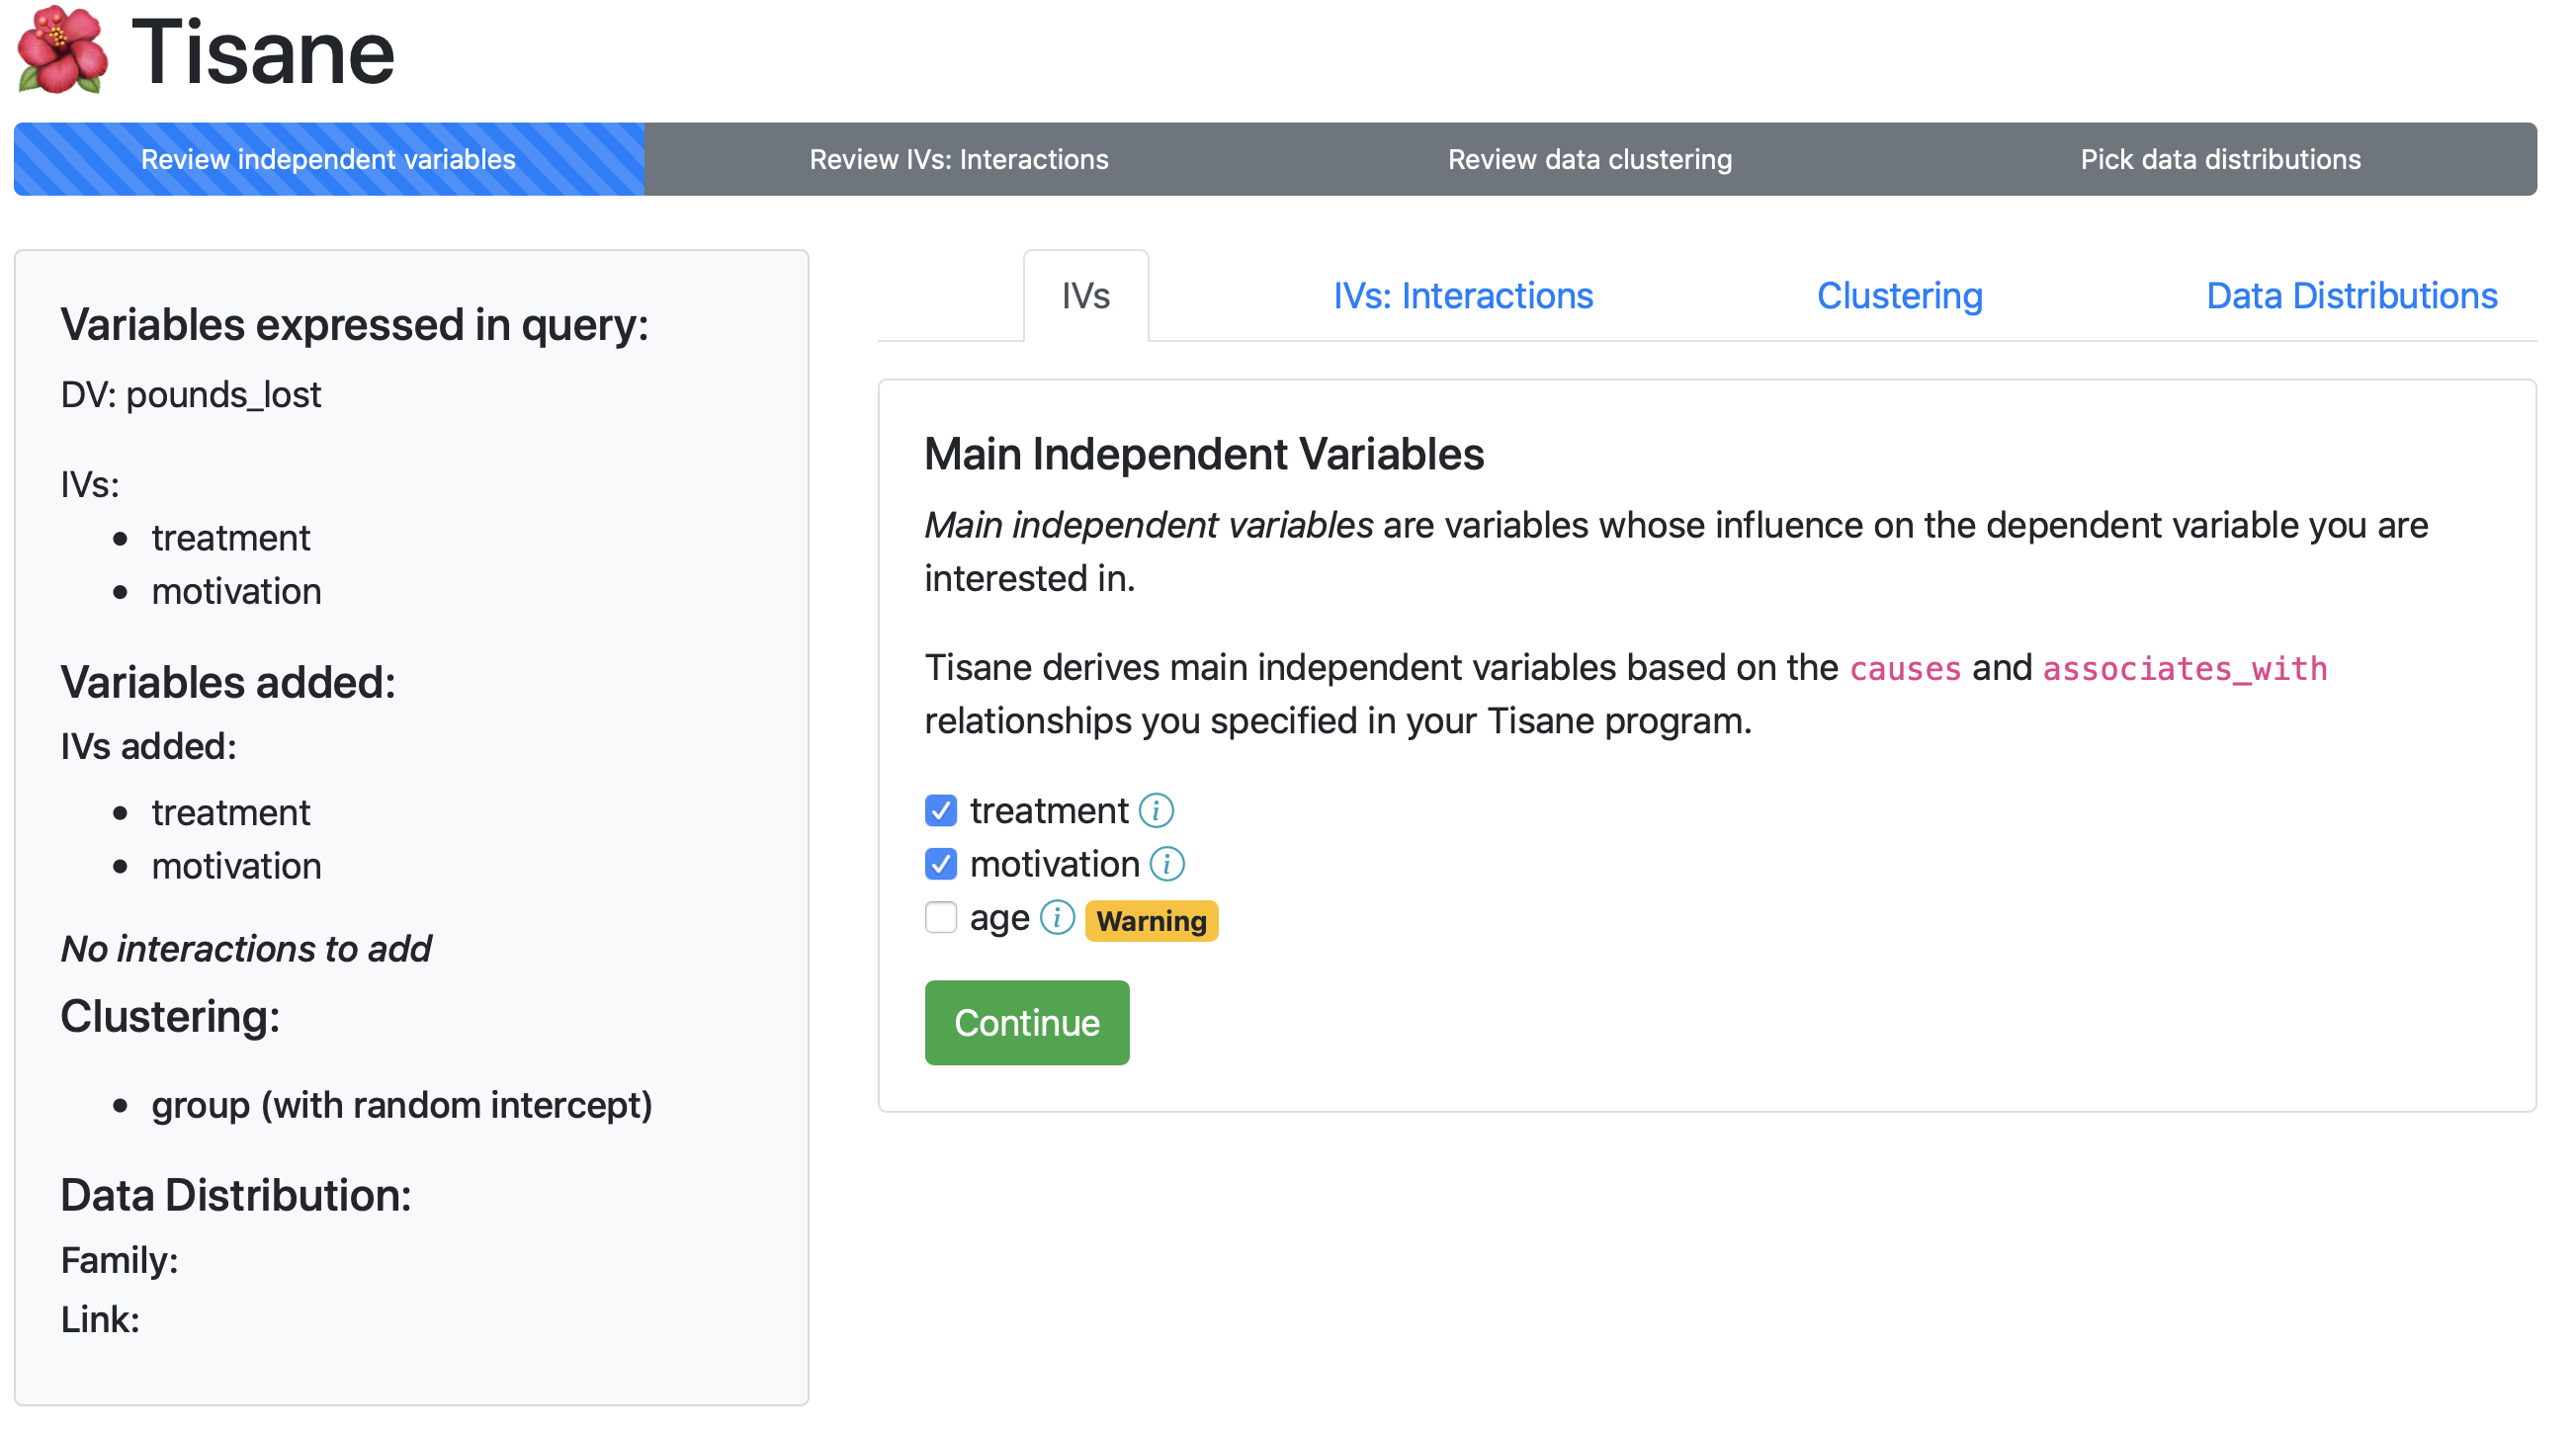 Tisane
Review independent variables
Review IVs: Interactions
Review data clustering
Pick data distributions
Variables expressed in query:
DV: pounds_lost
IVs:
• treatment
• motivation
Variables added:
IVs added:
• treatment
• motivation
No interactions to add
Clustering:
• group (with random intercept)
Data Distribution:
Family:
Link:
IVs
IVs: Interactions
Clustering
Data Distributions
Main Independent Variables
Main independent variables are variables whose influence on the dependent variable you are
interested in.
Tisane derives main independent variables based on the causes and associates_with
relationships you specified in your Tisane program.
treatment i
motivation i
age i Warning
Continue